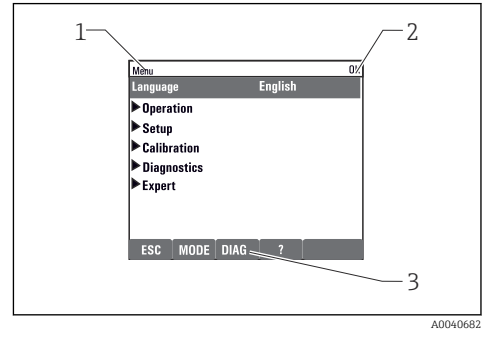 1
2
Menu 0%
Language English
▶ Operation
▶ Setup
▶ Calibration
▶ Diagnostics
▶ Expert
ESC MODE DIAG ?
3
A0040682